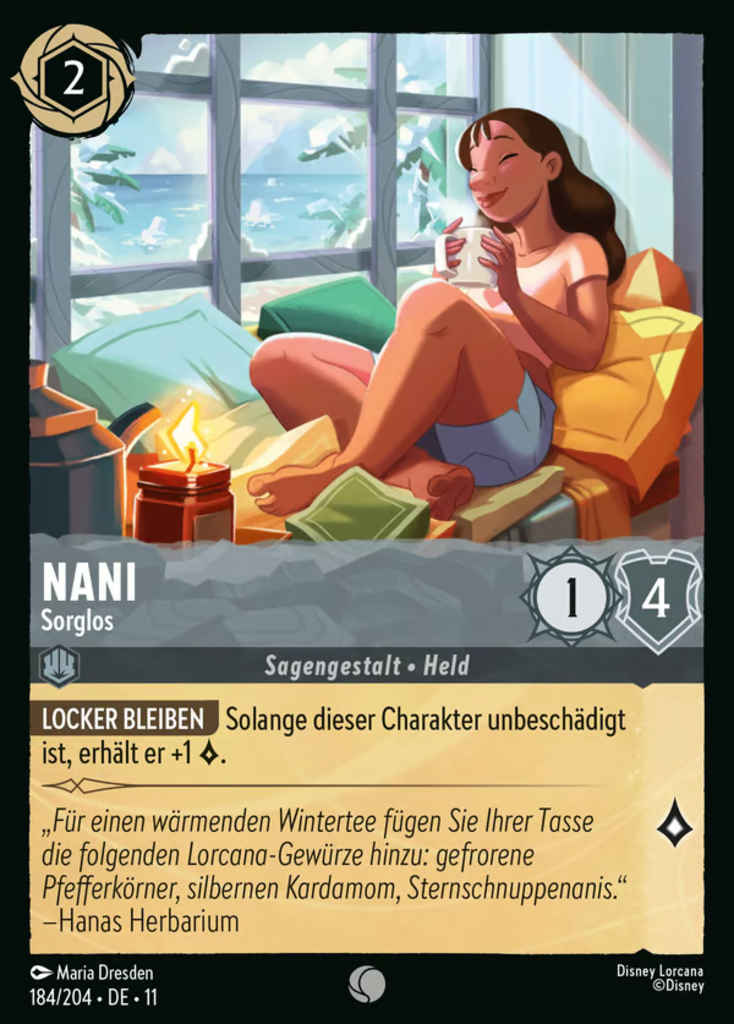 2
NANI
Sorglos
1
4
Sagengestalt • Held
LOCKER BLEIBEN Solange dieser Charakter unbeschädigt
ist, erhält er +1 .
„Für einen wärmenden Wintertee fügen Sie Ihrer Tasse
die folgenden Lorcana-Gewürze hinzu: gefrorene
Pfefferkörner, silbernen Kardamom, Sternschnuppenanis.“
–Hanas Herbarium
Maria Dresden
Disney Lorcana
184/204 • DE • 11
©Disney